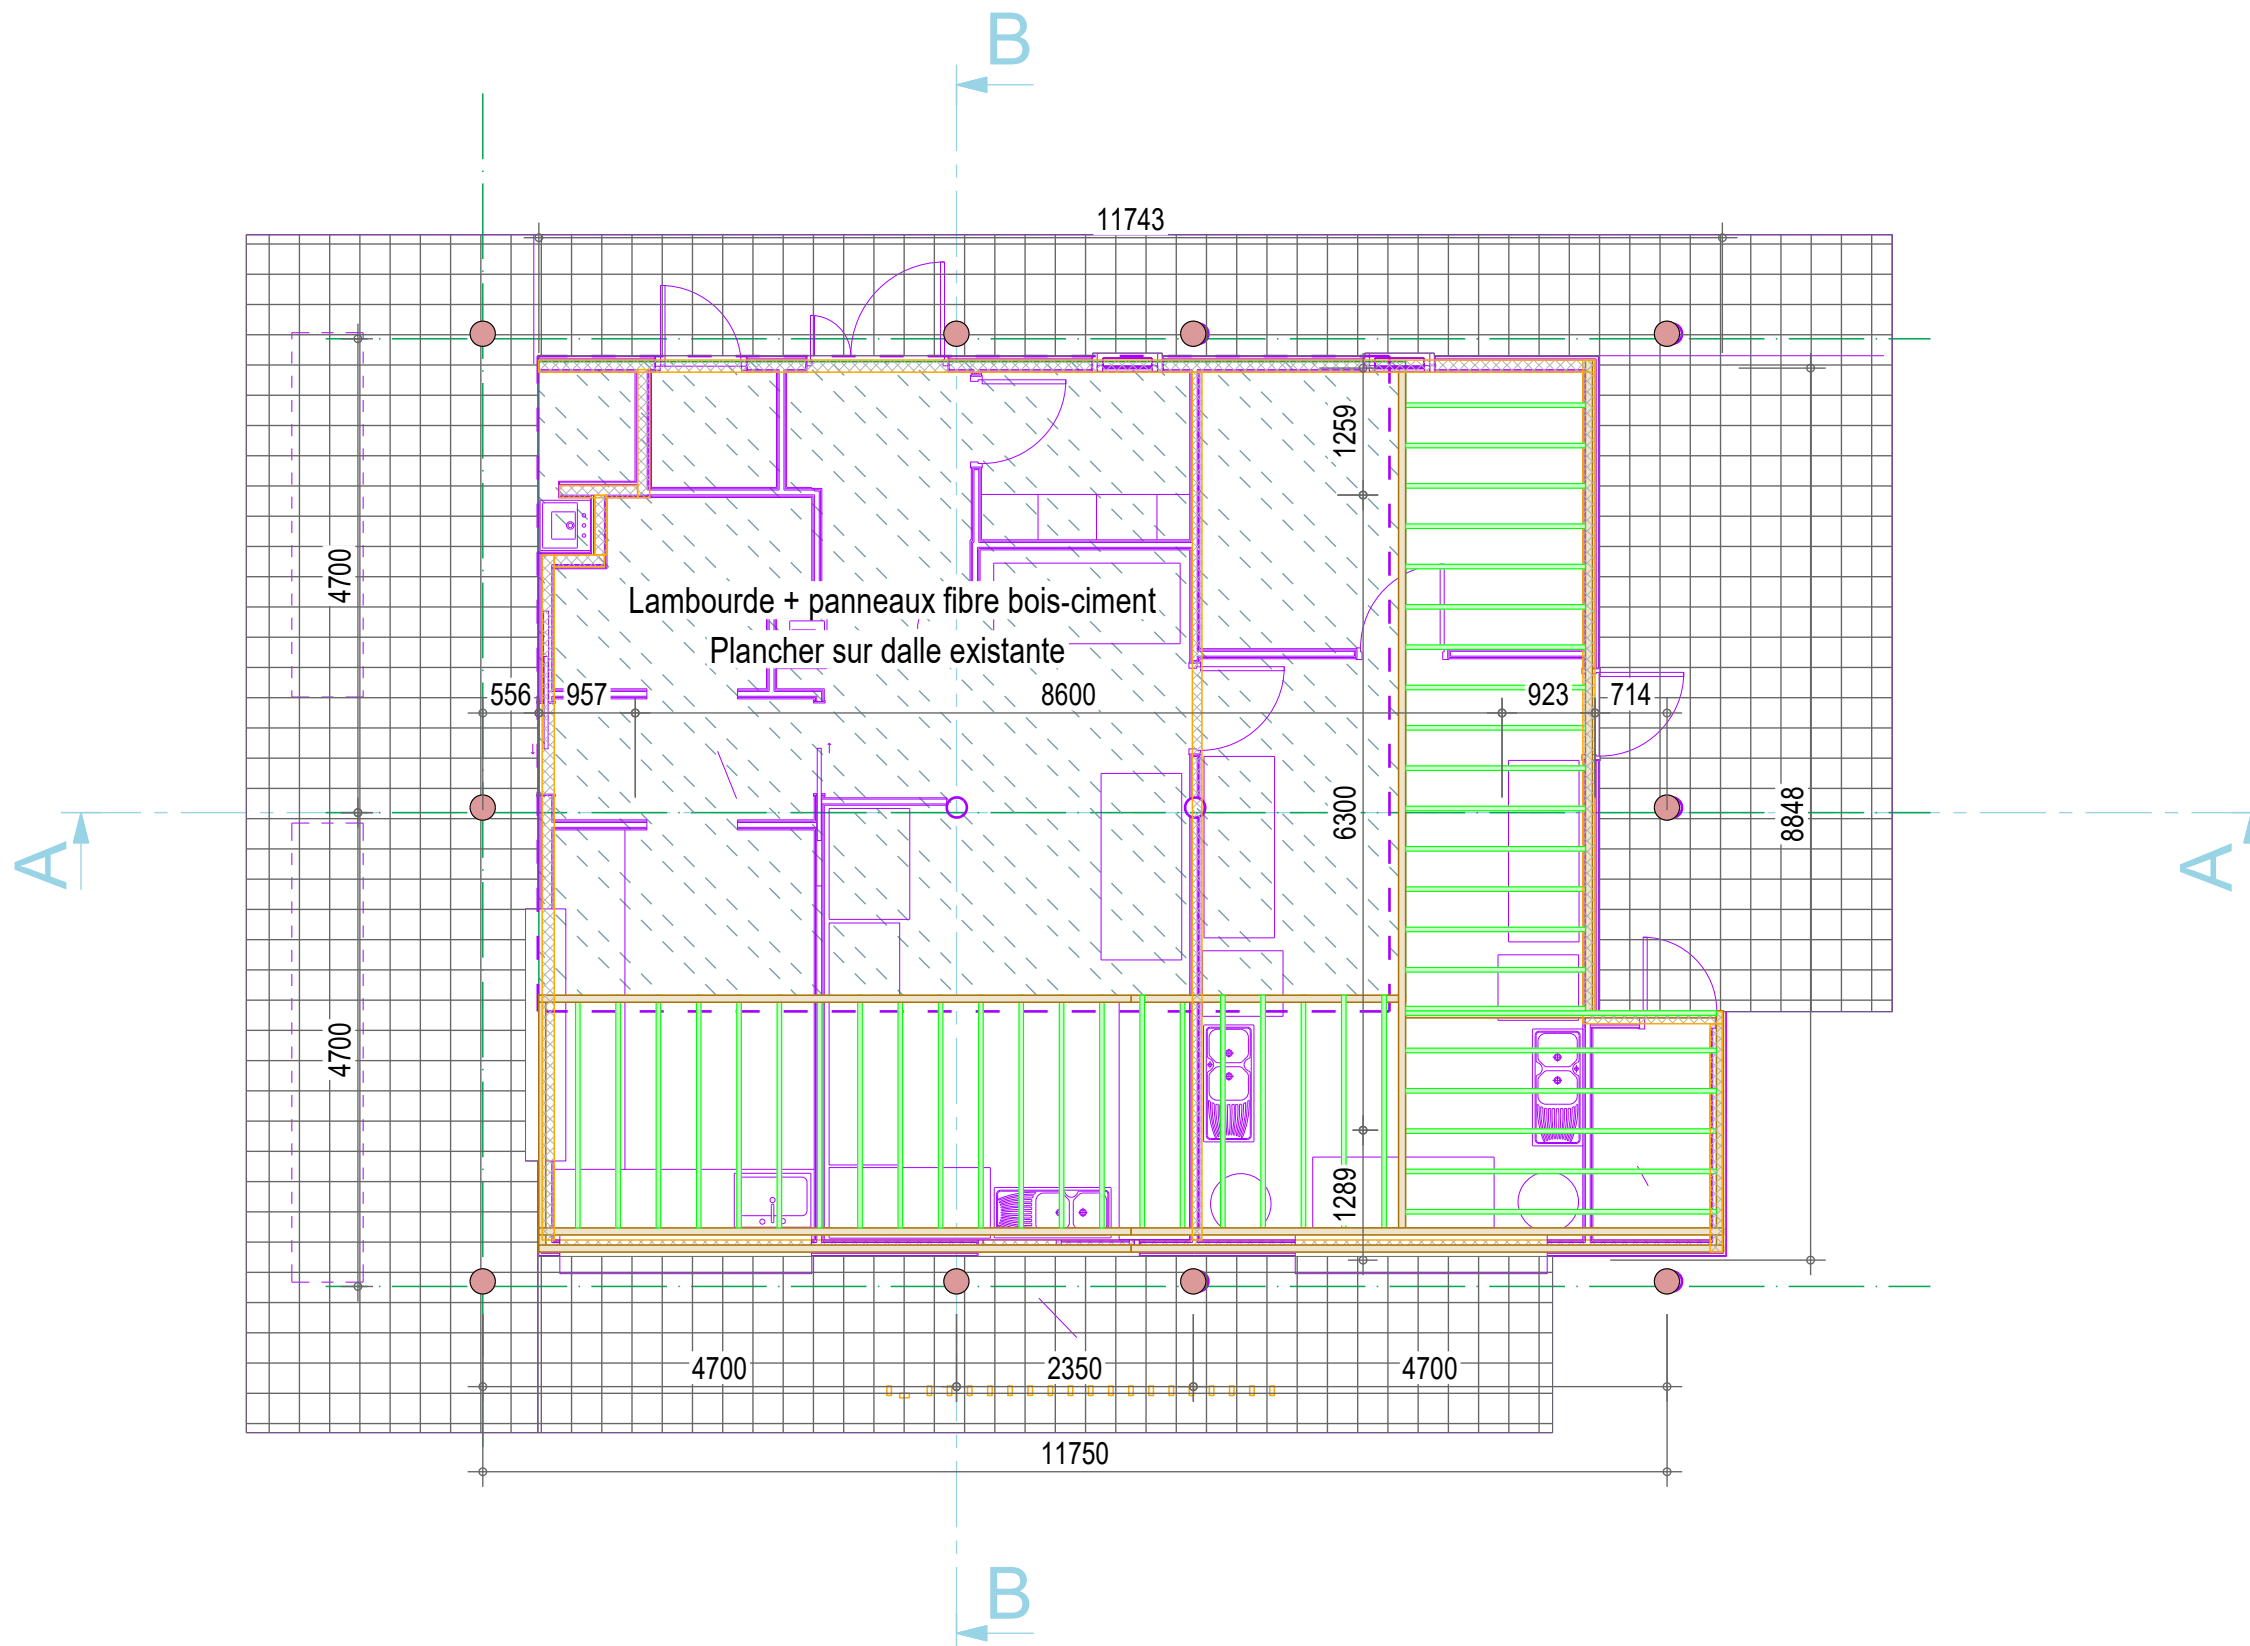 B
11743
1259
4700
Lambourde + panneaux fibre bois-ciment
Plancher sur dalle existante
556
957
8600
923
714
A
6300
8848
A
4700
1289
4700
2350
4700
11750
B